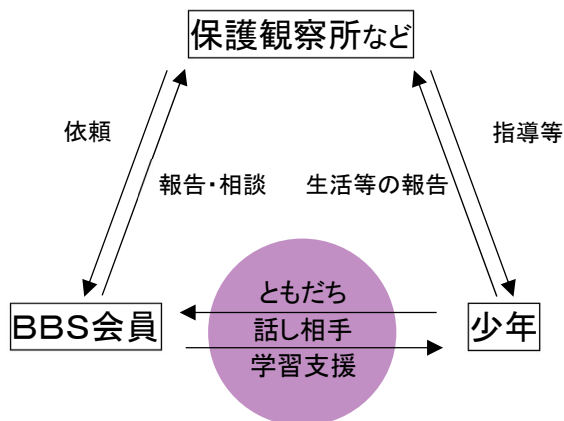 保護観察所など
依頼
指導等
報告・相談
生活等の報告
ともだち
BBS会員
話し相手
少年
学習支援